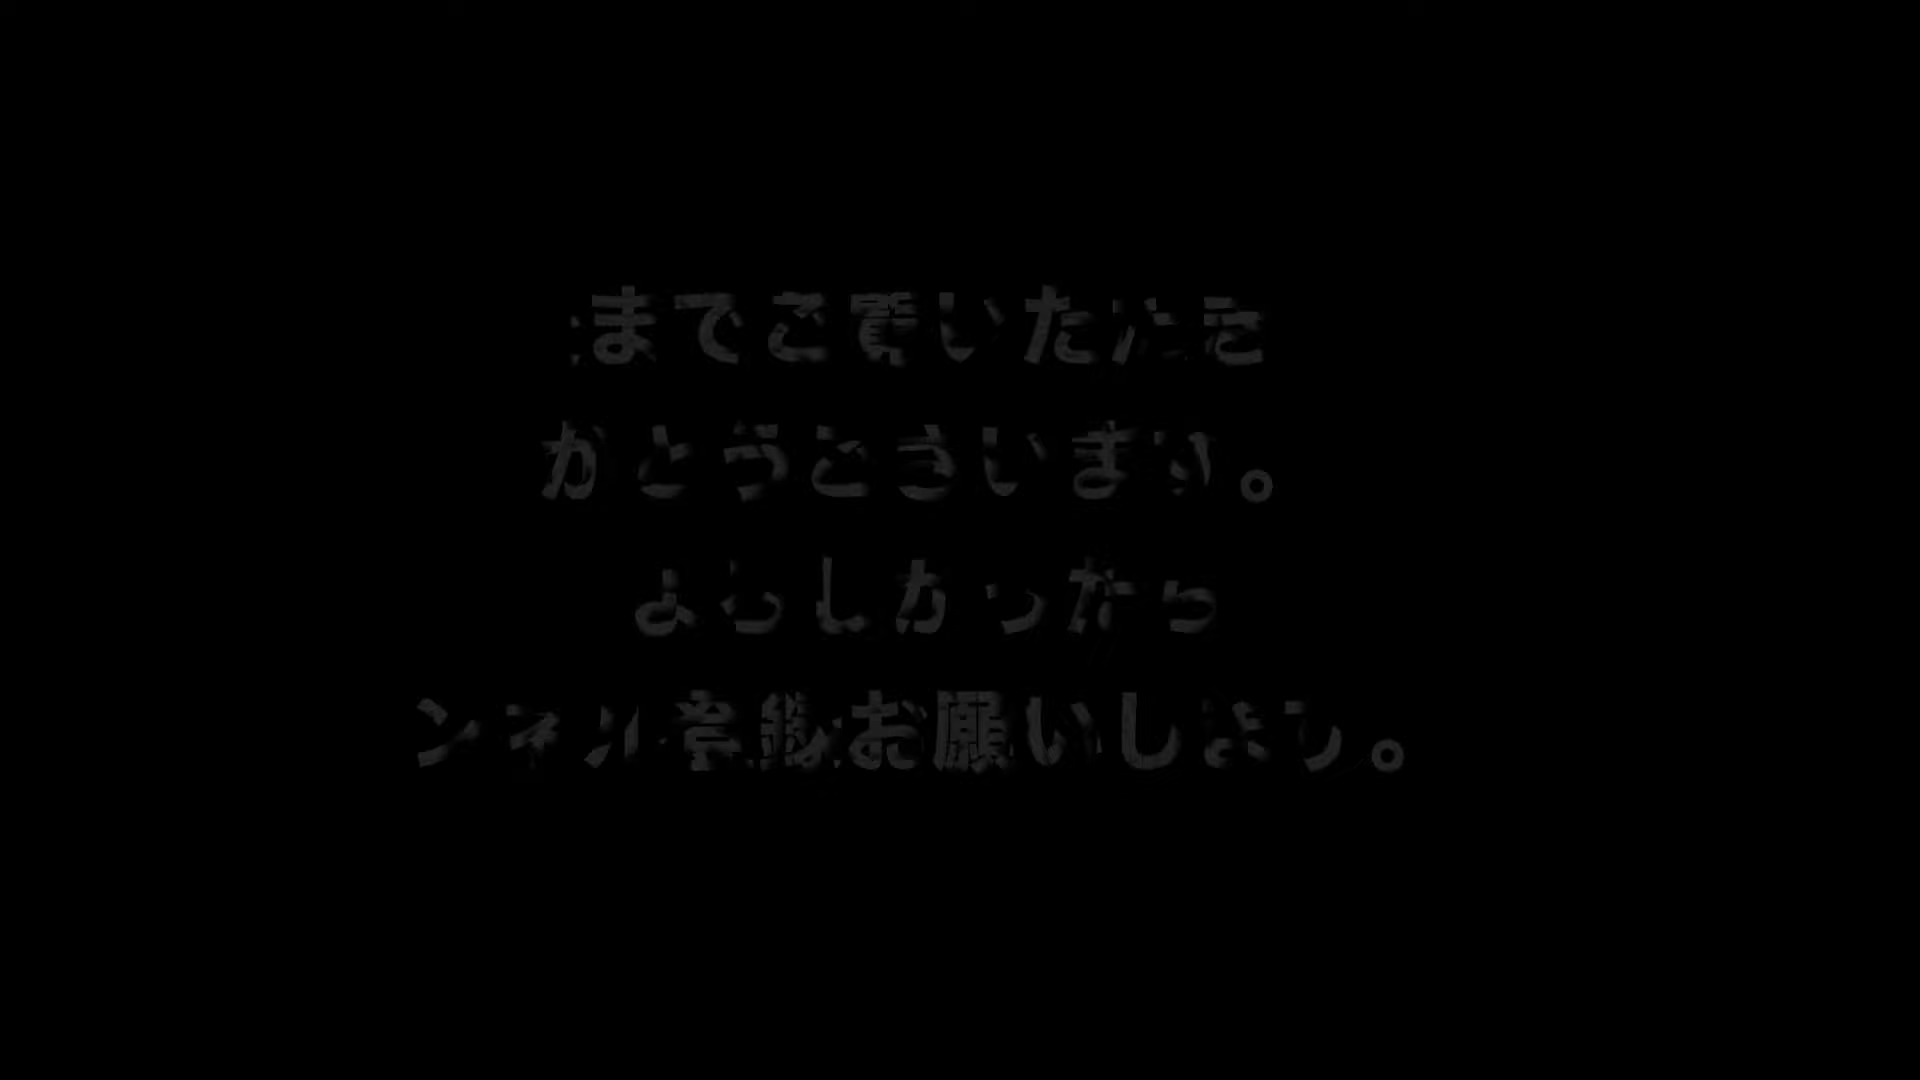 までご覧いただき
がとうございます。
よろしかったら
ンネル登録お願いします。